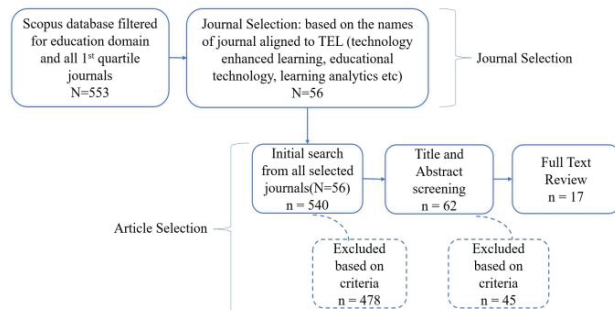 Scopus database filtered
for education domain
and all 1st quartile
journals
N=553
Journal Selection: based on the names
of journal aligned to TEL (technology
enhanced learning, educational
technology, learning analytics etc)
N=56
Journal Selection
Initial search
from all selected
journals(N=56)
n = 540
Title and
Abstract
screening
n = 62
Full Text
Review
n = 17
Article Selection
Excluded
based on
criteria
n = 478
Excluded
based on
criteria
n = 45